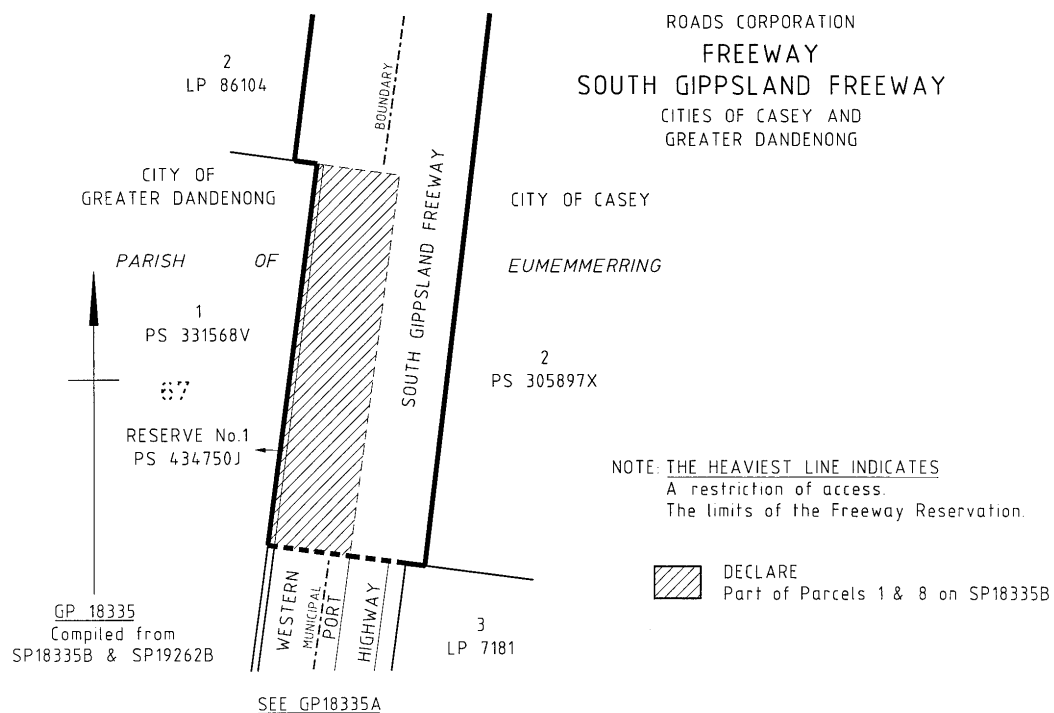 ROADS CORPORATION
FREEWAY
SOUTH GIPPSLAND FREEWAY
CITIES OF CASEY AND
GREATER DANDENONG
2
LP 86104
BOUNDARY
CITY OF
GREATER DANDENONG
SOUTH GIPPSLAND FREEWAY
CITY OF CASEY
PARISH OF EUMEMMERRING
1
PS 331568V
67
2
PS 305897X
RESERVE No.1
PS 434750J
NOTE: THE HEAVIEST LINE INDICATES
A restriction of access.
The limits of the Freeway Reservation.
DECLARE
Part of Parcels 1 & 8 on SP18335B
WESTERN
MUNICIPAL
PORT
HIGHWAY
3
LP 7181
GP 18335
Compiled from
SP18335B & SP19262B
SEE GP18335A